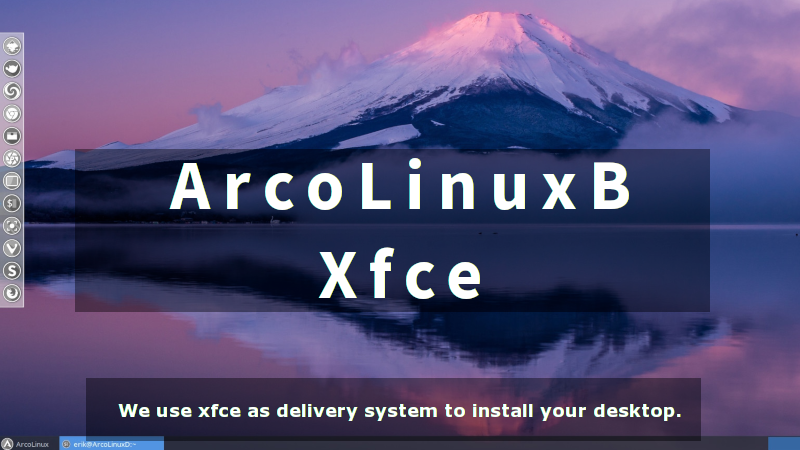 ArcoLinuxB
Xfce
We use xfce as delivery system to install your desktop.
ArcoLinux
erik@ArcoLinuxD:~